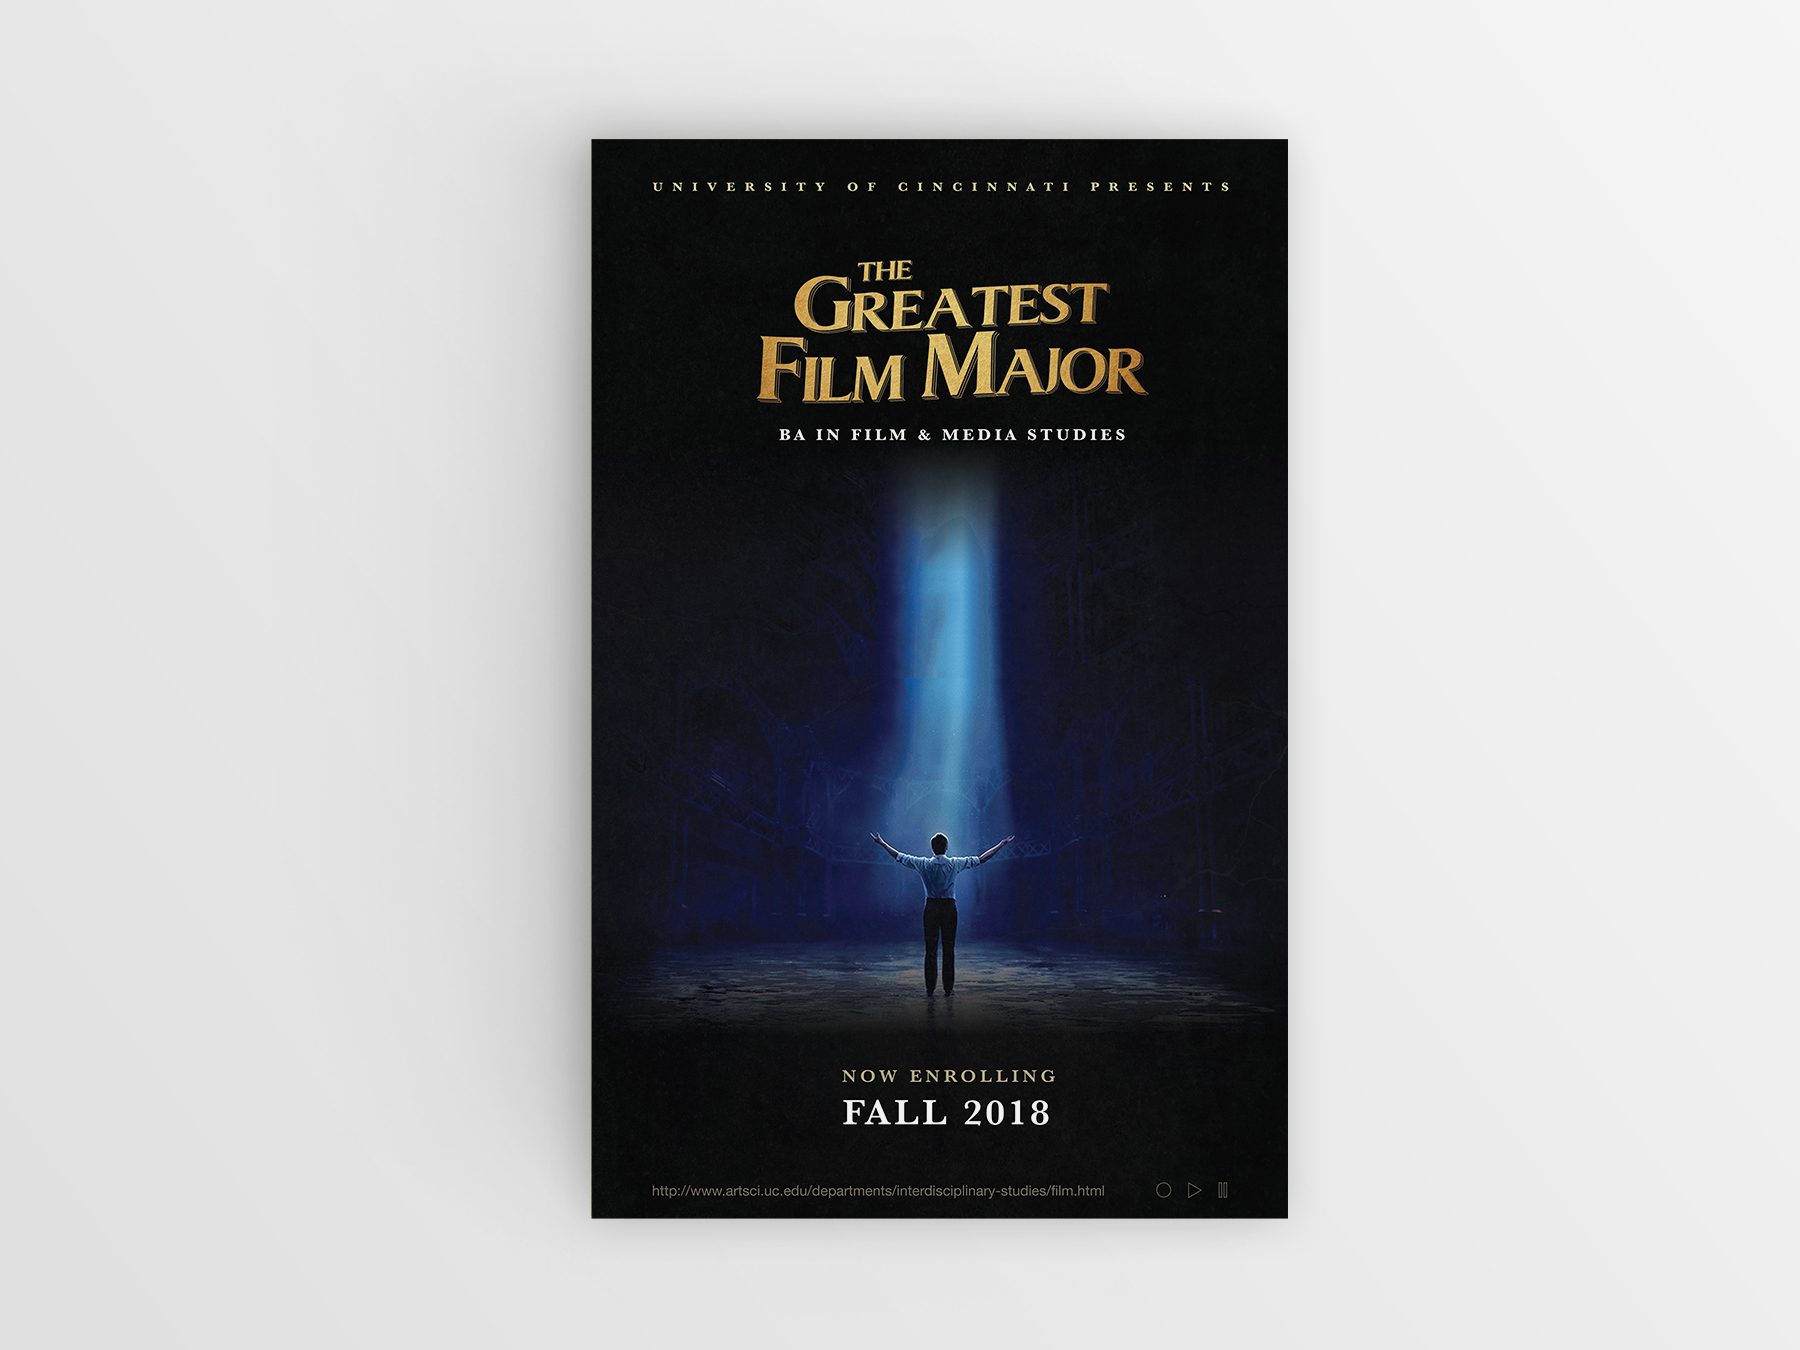 UNIVERSITY OF CINCINNATI PRESENTS
THE
GREATEST
FILM MAJOR
BA IN FILM & MEDIA STUDIES
NOW ENROLLING
FALL 2018
http://www.artsci.uc.edu/departments/interdisciplinary-studies/film.html